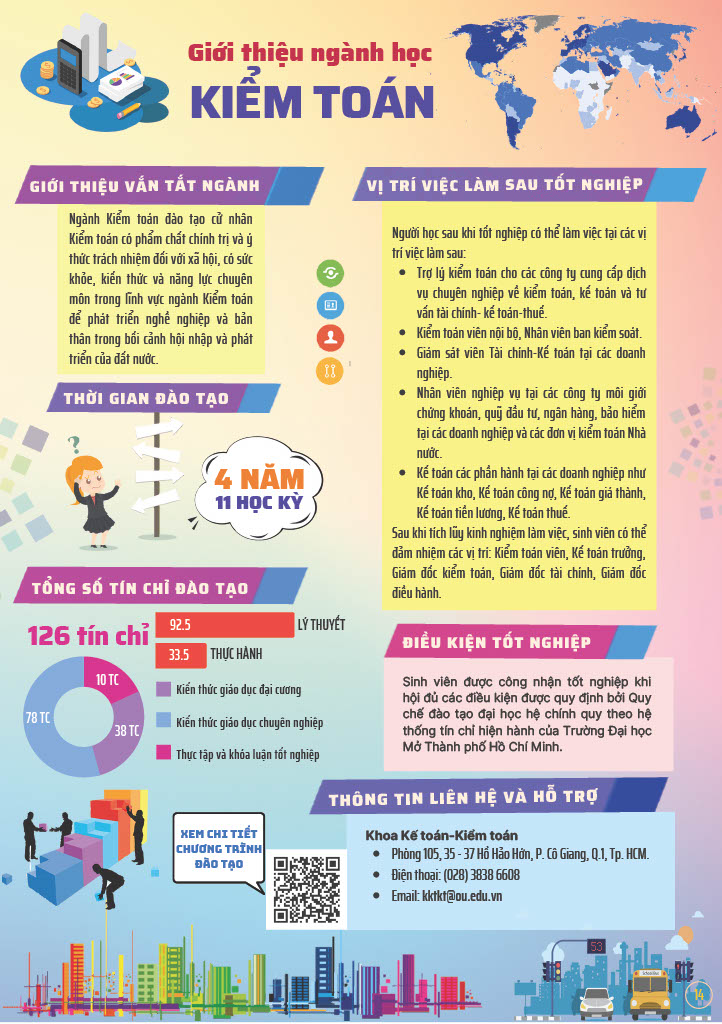 Giới thiệu ngành học
KIỂM TOÁN
GIỚI THIỆU VẮN TẮT NGÀNH
Ngành Kiểm toán đào tạo cử nhân
Kiểm toán có phẩm chất chính trị và ý
thức trách nhiệm đối với xã hội, có sức
khỏe, kiến thức và năng lực chuyên
môn trong lĩnh vực ngành Kiểm toán
để phát triển nghề nghiệp và bản
thân trong bối cảnh hội nhập và phát
triển của đất nước.
THỜI GIAN ĐÀO TẠO
?
4 NĂM
11 HỌC KỲ
TỔNG SỐ TÍN CHỈ ĐÀO TẠO
126 tín chỉ
92.5 LÝ THUYẾT
33.5 THỰC HÀNH
10 TC
78 TC
38 TC
Kiến thức giáo dục đại cương
Kiến thức giáo dục chuyên nghiệp
Thực tập và khóa luận tốt nghiệp
VỊ TRÍ VIỆC LÀM SAU TỐT NGHIỆP
Người học sau khi tốt nghiệp có thể làm việc tại các vị
trí việc làm sau:
• Trợ lý kiểm toán cho các công ty cung cấp dịch
vụ chuyên nghiệp về kiểm toán, kế toán và tư
vấn tài chính- kế toán-thuế.
• Kiểm toán viên nội bộ, Nhân viên ban kiểm soát.
• Giám sát viên Tài chính-Kế toán tại các doanh
nghiệp.
• Nhân viên nghiệp vụ tại các công ty môi giới
chứng khoán, quỹ đầu tư, ngân hàng, bảo hiểm
tại các doanh nghiệp và các đơn vị kiểm toán Nhà
nước.
• Kế toán các phần hành tại các doanh nghiệp như
Kế toán kho, Kế toán công nợ, Kế toán giá thành,
Kế toán tiền lương, Kế toán thuế.
Sau khi tích lũy kinh nghiệm làm việc, sinh viên có thể
đảm nhiệm các vị trí: Kiểm toán viên, Kế toán trưởng,
Giám đốc kiểm toán, Giám đốc tài chính, Giám đốc
điều hành.
ĐIỀU KIỆN TỐT NGHIỆP
Sinh viên được công nhận tốt nghiệp khi
hội đủ các điều kiện được quy định bởi Quy
chế đào tạo đại học hệ chính quy theo hệ
thống tín chỉ hiện hành của Trường Đại học
Mở Thành phố Hồ Chí Minh.
THÔNG TIN LIÊN HỆ VÀ HỖ TRỢ
XEM CHI TIẾT
CHƯƠNG TRÌNH
ĐÀO TẠO
Khoa Kế toán-Kiểm toán
• Phòng 105, 35 - 37 Hồ Hảo Hớn, P. Cô Giang, Q.1, Tp. HCM.
• Điện thoại: (028) 3838 6608
• Email: kktkt@ou.edu.vn
53
14